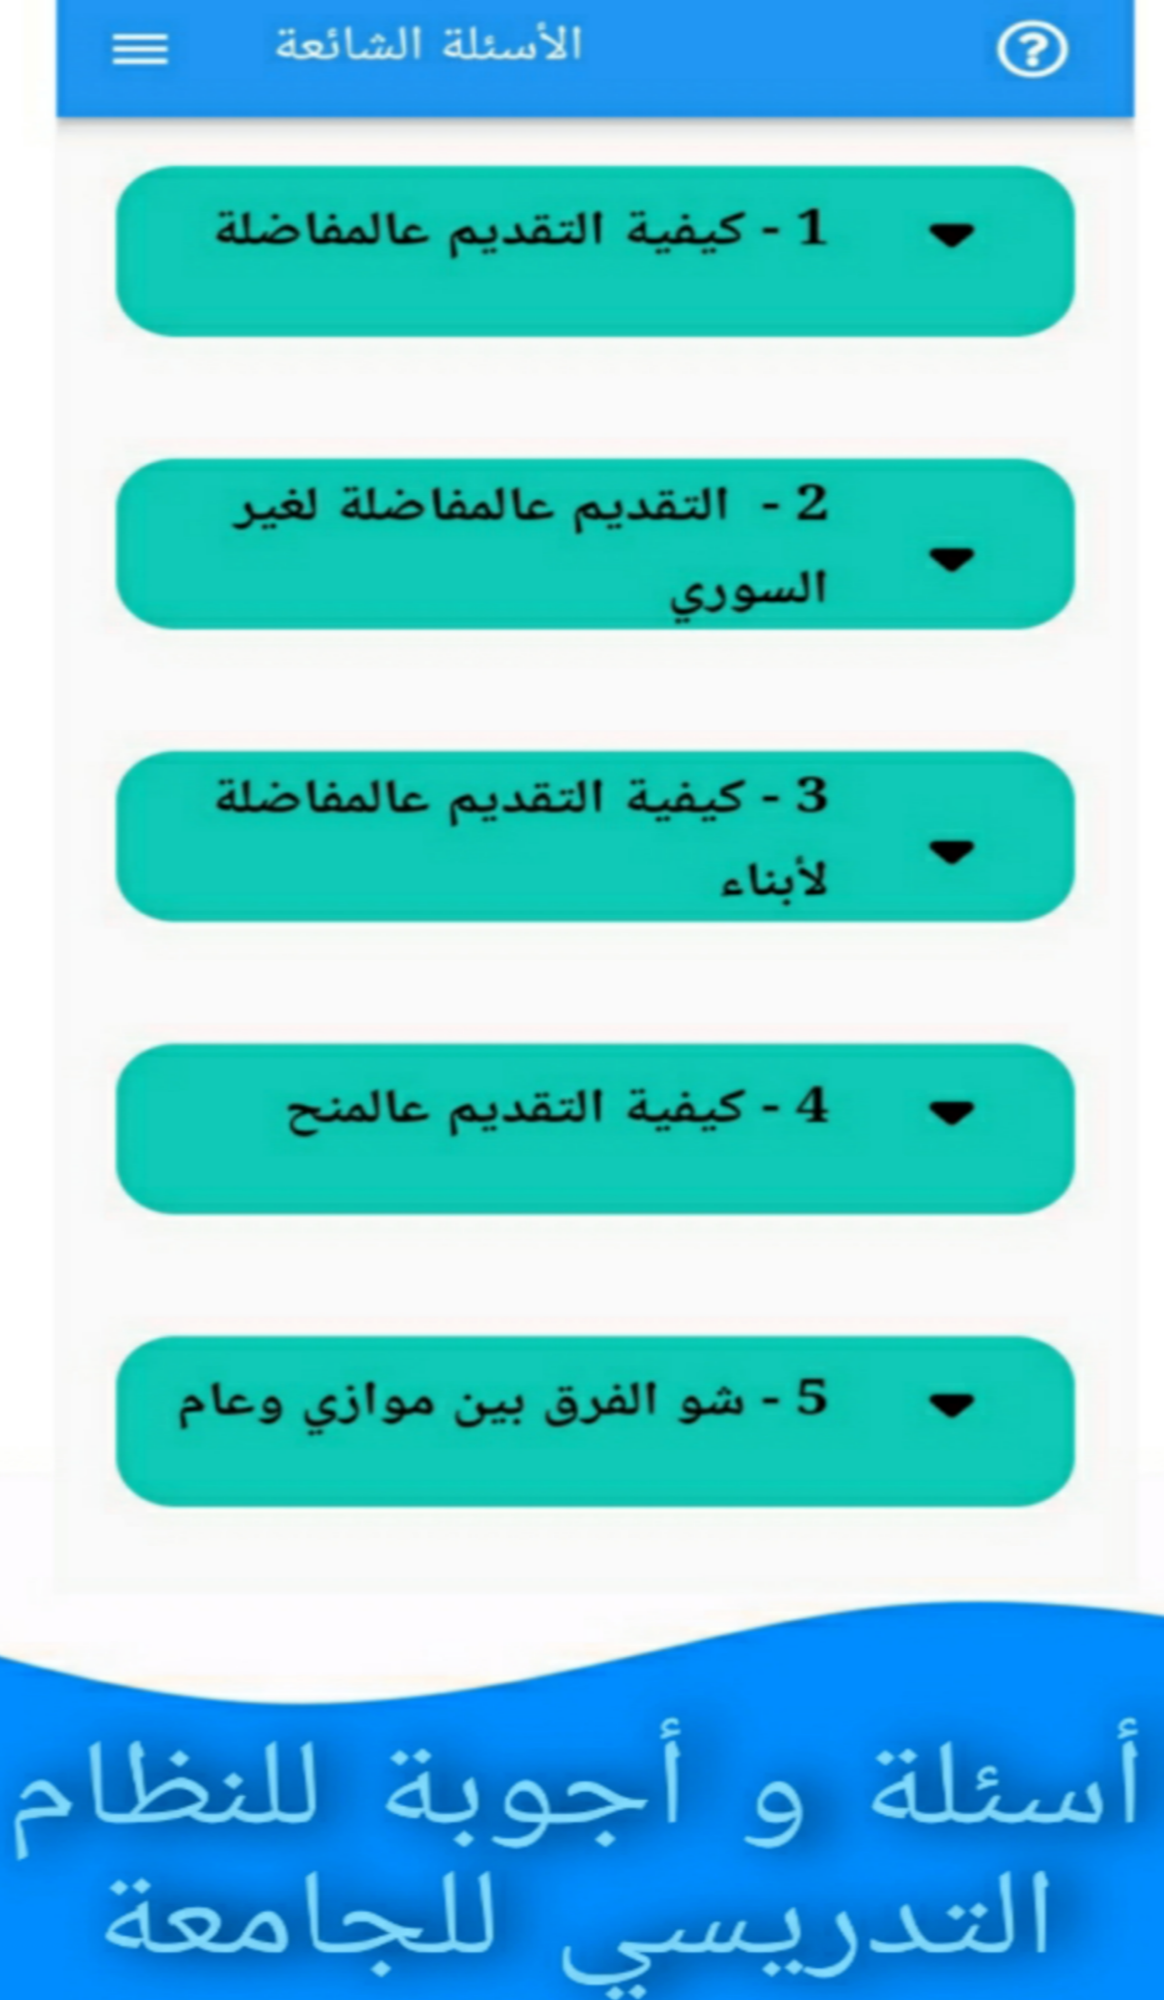 الأسئلة الشائعة
1 - كيفية التقديم عالمفاضلة
2 - التقديم عالمفاضلة لغير
السوري
3 - كيفية التقديم عالمفاضلة
لأبناء
4 - كيفية التقديم عالمنح
5 - شو الفرق بين موازي وعام
أسئلة و أجوبة للنظام
التدريسي للجامعة